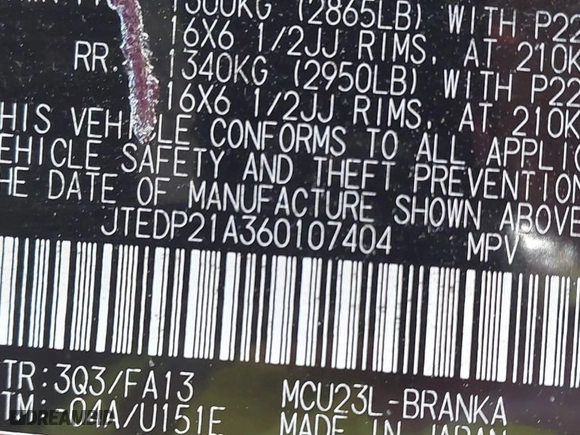 1300KG (2865LB) WITH P22
16X6 1/2JJ RIMS, AT 210K
RR. 1340KG (2950LB) WITH P22
16X6 1/2JJ RIMS, AT 210K
HIS VEHICLE CONFORMS TO ALL APPLIC
EHICLE SAFETY AND THEFT PREVENTION
HE DATE OF MANUFACTURE SHOWN ABOVE
JTEDP21A360107404 MPV
TR:3Q3/FA13 MCU23L-BRANKA
TM:-04A/U151E MADE IN JAPAN
DREAMBID